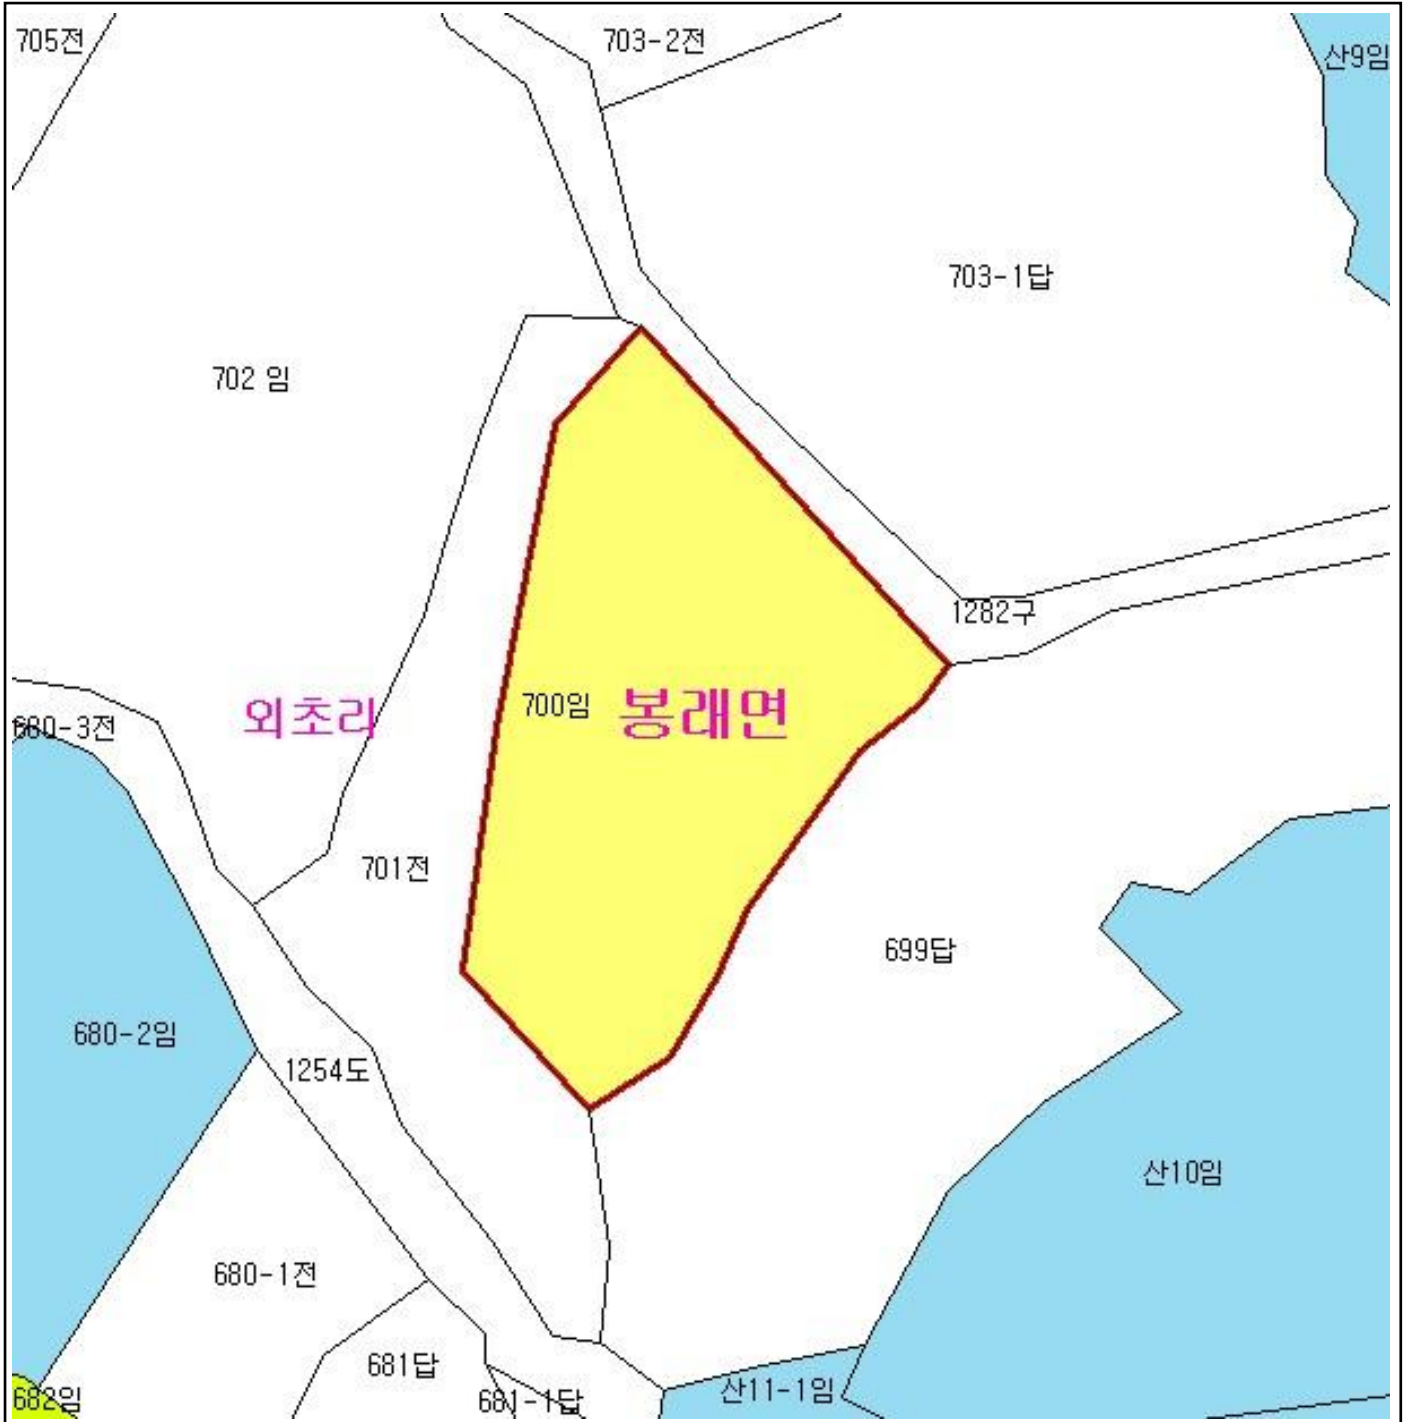 705전
703-2전
산9임
703-1답
702 임
1282구
700임
봉래면
외초리
680-3전
701전
699답
680-2임
1254도
산10임
680-1전
681답
산11-1임
682임
681-1답